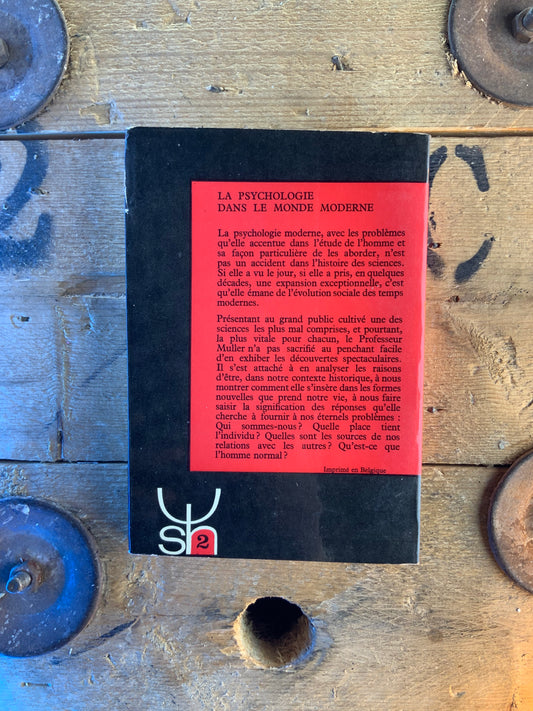 LA PSYCHOLOGIE
DANS LE MONDE MODERNE
La psychologie moderne, avec les problèmes
qu'elle accentue dans l'étude de l'homme et
sa façon particulière de les aborder, n'est
pas un accident dans l'histoire des sciences.
Si elle a vu le jour, si elle a pris, en quelques
décades, une expansion exceptionnelle, c'est
qu'elle émane de l'évolution sociale des temps
modernes.
Présentant au grand public cultivé une des
sciences les plus mal comprises, et pourtant,
la plus vitale pour chacun, le Professeur
Muller n'a pas sacrifié au penchant facile
d'en exhiber les découvertes spectaculaires.
Il s'est attaché à en analyser les raisons
d'être, dans notre contexte historique, à nous
montrer comment elle s'insère dans les formes
nouvelles que prend notre vie, à nous faire
saisir la signification des réponses qu'elle
cherche à fournir à nos éternels problèmes :
Qui sommes-nous? Quelle place tient
l'individu? Quelles sont les sources de nos
relations avec les autres? Qu'est-ce que
l'homme normal?
Imprimé en Belgique
sh
2